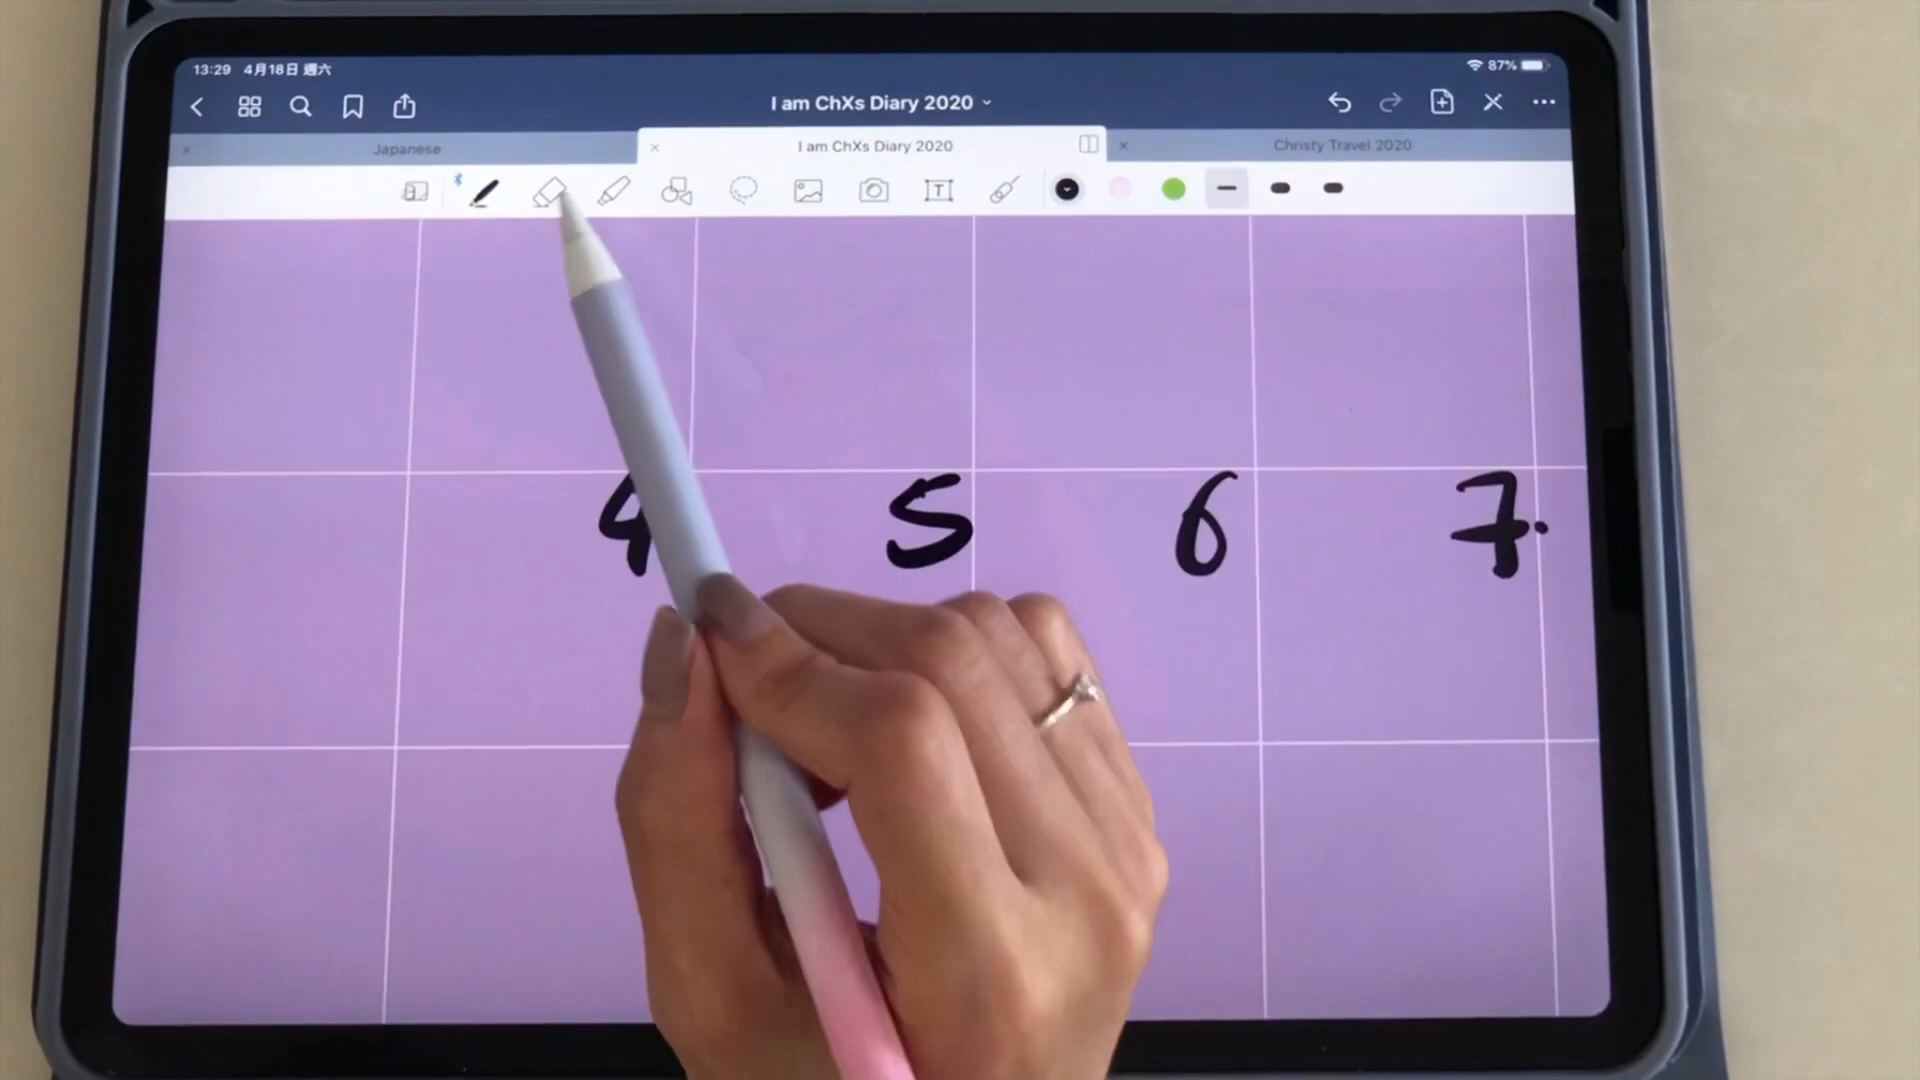 13:29 4月18日 週六 87%
I am ChXs Diary 2020
Japanese I am ChXs Diary 2020 Christy Travel 2020
T
4 5 6 7.